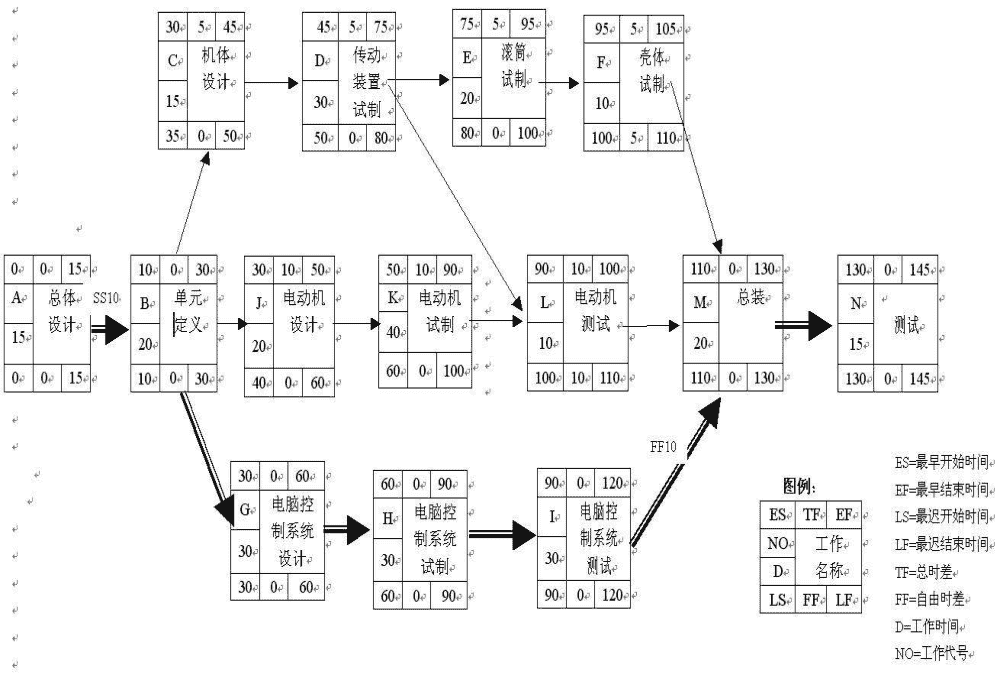 30 5 45
C 机体
设计
15
35 0 50
45 5 75
D 传动
装置
试制
30
50 0 80
75 5 95
E 滚筒
试制
20
80 0 100
95 5 105
F 壳体
试制
10
100 5 110
0 0 15
A 总体
设计
15
0 0 15
SS10
10 0 30
B 单元
定义
20
10 0 30
30 10 50
J 电动机
设计
20
40 0 60
50 10 90
K 电动机
试制
40
60 0 100
90 10 100
L 电动机
测试
10
100 10 110
110 0 130
M 总装
20
110 0 130
130 0 145
N
测试
15
130 0 145
30 0 60
G 电脑控
制系统
设计
30
30 0 60
60 0 90
H 电脑控
制系统
试制
30
60 0 90
90 0 120
I 电脑控
制系统
测试
30
90 0 120
FF10
图例:
ES TF EF
NO 工作
D 名称
LS FF LF
ES=最早开始时间
EF=最早结束时间
LS=最迟开始时间
LF=最迟结束时间
TF=总时差
FF=自由时差
D=工作时间
NO=工作代号